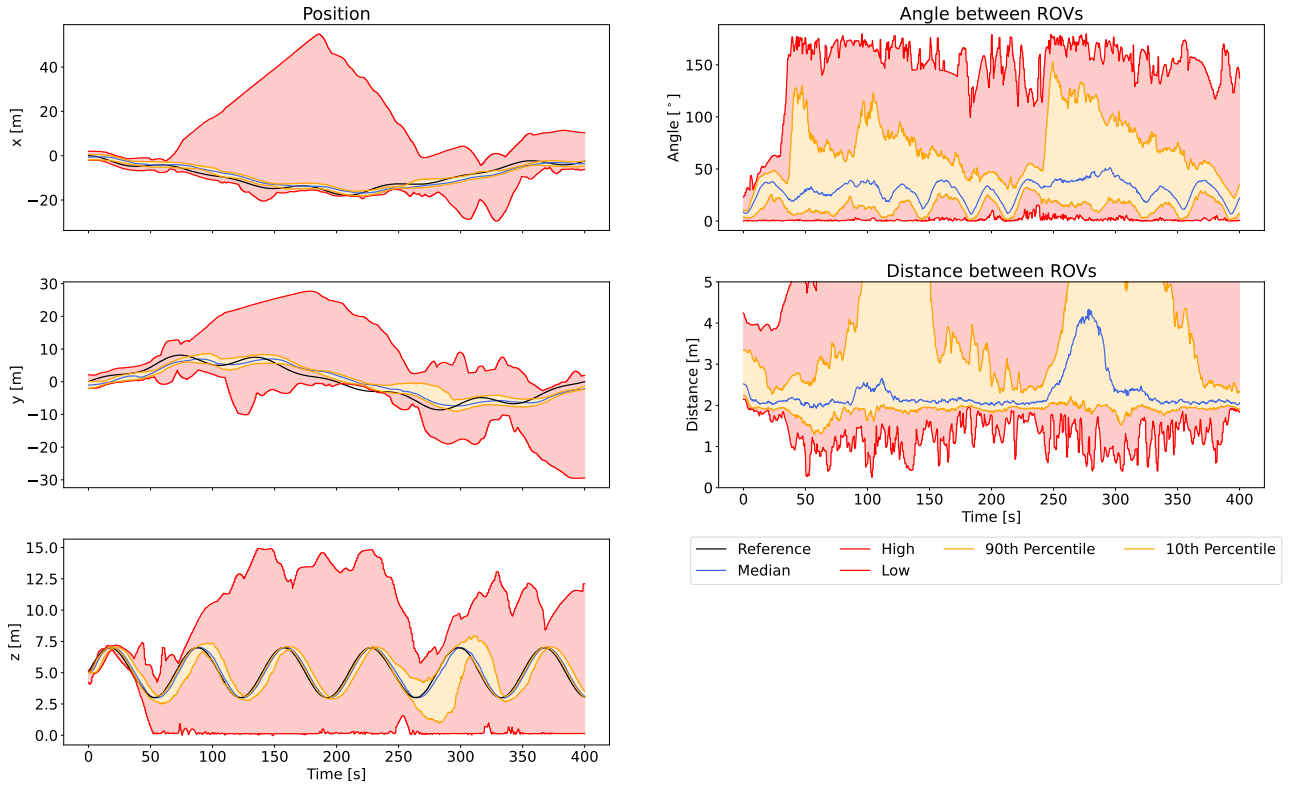 Position
x [m]
40
20
0
−20
y [m]
30
20
10
0
−10
−20
−30
z [m]
15.0
12.5
10.0
7.5
5.0
2.5
0.0
0 50 100 150 200 250 300 350 400
Time [s]
Angle between ROVs
Angle [ ° ]
150
100
50
0
Distance between ROVs
Distance [m]
5
4
3
2
1
0
0 50 100 150 200 250 300 350 400
Time [s]
Reference High 90th Percentile 10th Percentile
Median Low